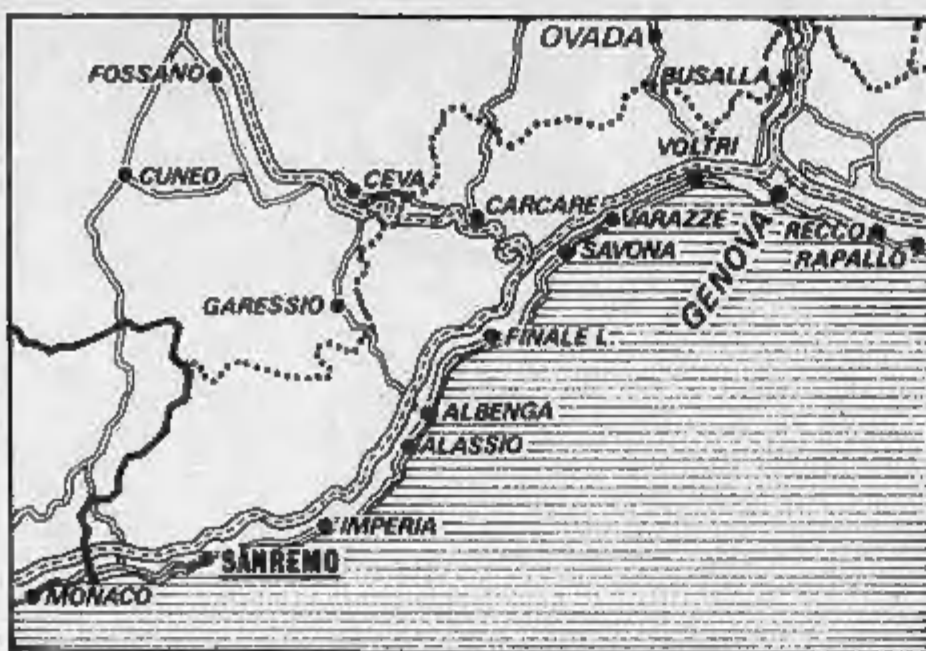 OVADA
FOSSANO
BUSALLA
VOLTRI
CUNEO
CEVA
CARCARE
VARAZZE
RECCO
SAVONA
RAPALLO
GENOVA
GARESSIO
FINALE L.
ALBENGA
ALASSIO
IMPERIA
SANREMO
MONACO